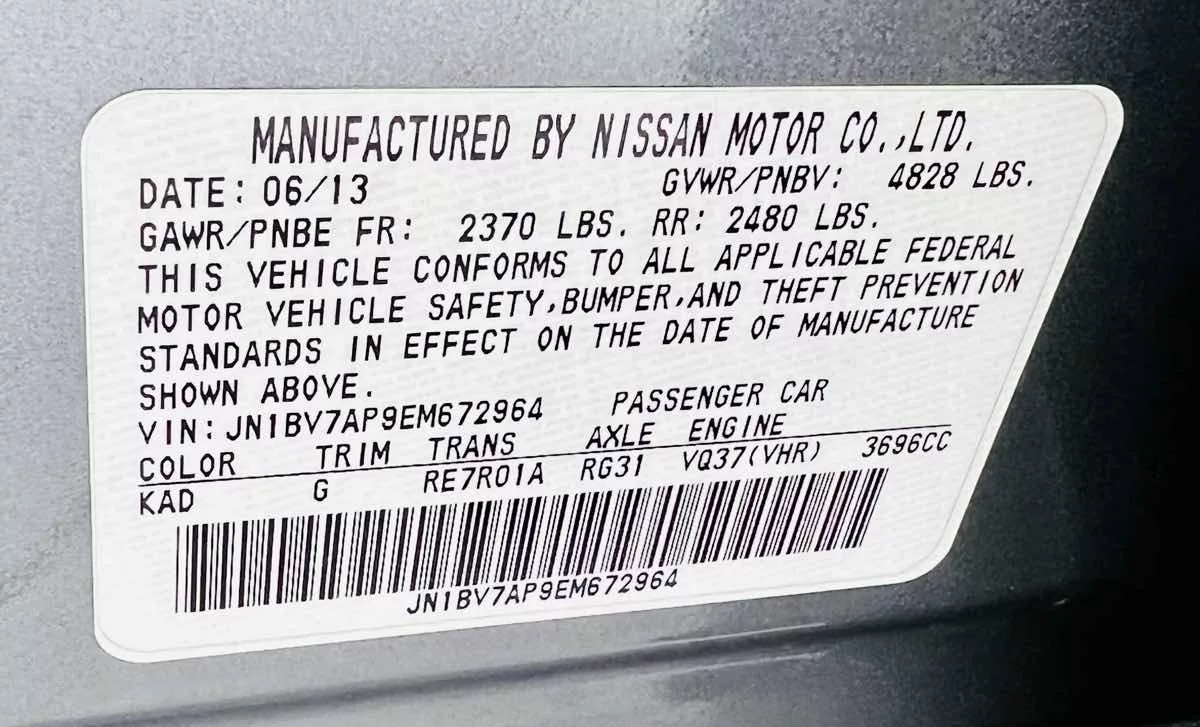 MANUFACTURED BY NISSAN MOTOR CO.,LTD.
DATE: 06/13 GVWR/PNBV: 4828 LBS.
GAWR/PNBE FR: 2370 LBS. RR: 2480 LBS.
THIS VEHICLE CONFORMS TO ALL APPLICABLE FEDERAL
MOTOR VEHICLE SAFETY,BUMPER,AND THEFT PREVENTION
STANDARDS IN EFFECT ON THE DATE OF MANUFACTURE
SHOWN ABOVE.
VIN: JN1BV7AP9EM672964 PASSENGER CAR
COLOR TRIM TRANS AXLE ENGINE
KAD G RE7R01A RG31 VQ37(VHR) 3696CC
JN1BV7AP9EM672964